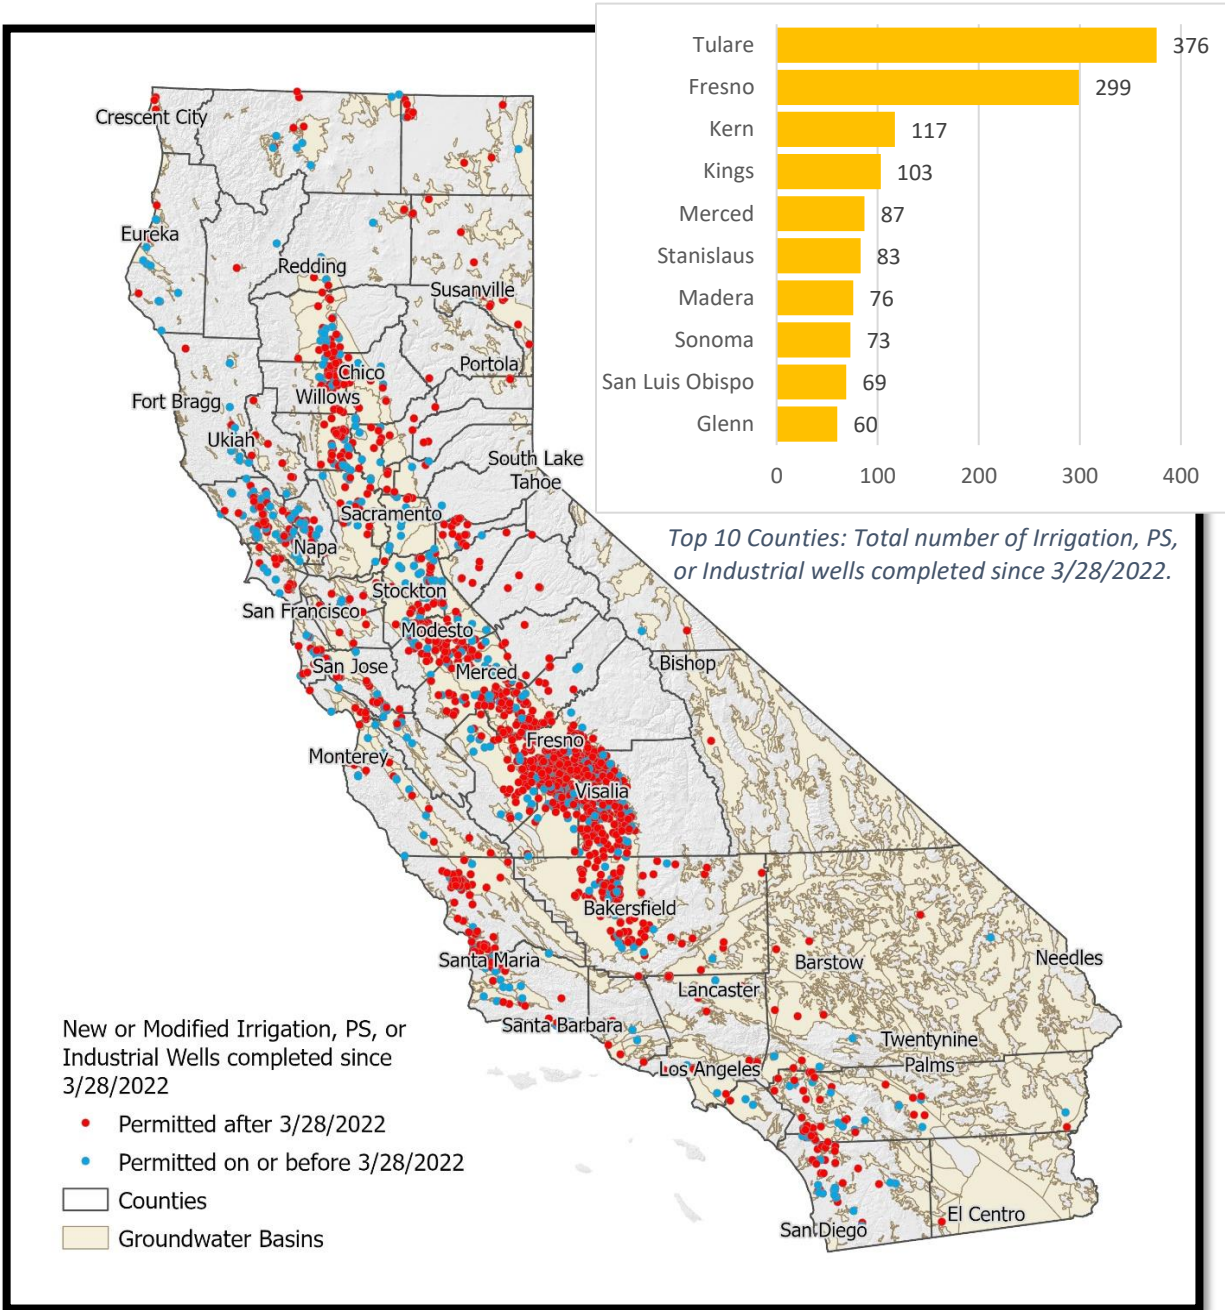 Tulare 376
Fresno 299
Kern 117
Kings 103
Merced 87
Stanislaus 83
Madera 76
Sonoma 73
San Luis Obispo 69
Glenn 60
0 100 200 300 400
Top 10 Counties: Total number of Irrigation, PS,
or Industrial wells completed since 3/28/2022.
Crescent City
Eureka
Redding
Susanville
Portola
Chico
Willows
Fort Bragg
Ukiah
South Lake
Tahoe
Sacramento
Napa
Stockton
San Francisco
Modesto
San Jose
Merced
Bishop
Fresno
Monterey
Visalia
Bakersfield
Santa Maria
Barstow
Needles
Lancaster
Santa Barbara
Twentynine
Palms
Los Angeles
San Diego
El Centro
New or Modified Irrigation, PS, or
Industrial Wells completed since
3/28/2022
Permitted after 3/28/2022
Permitted on or before 3/28/2022
Counties
Groundwater Basins